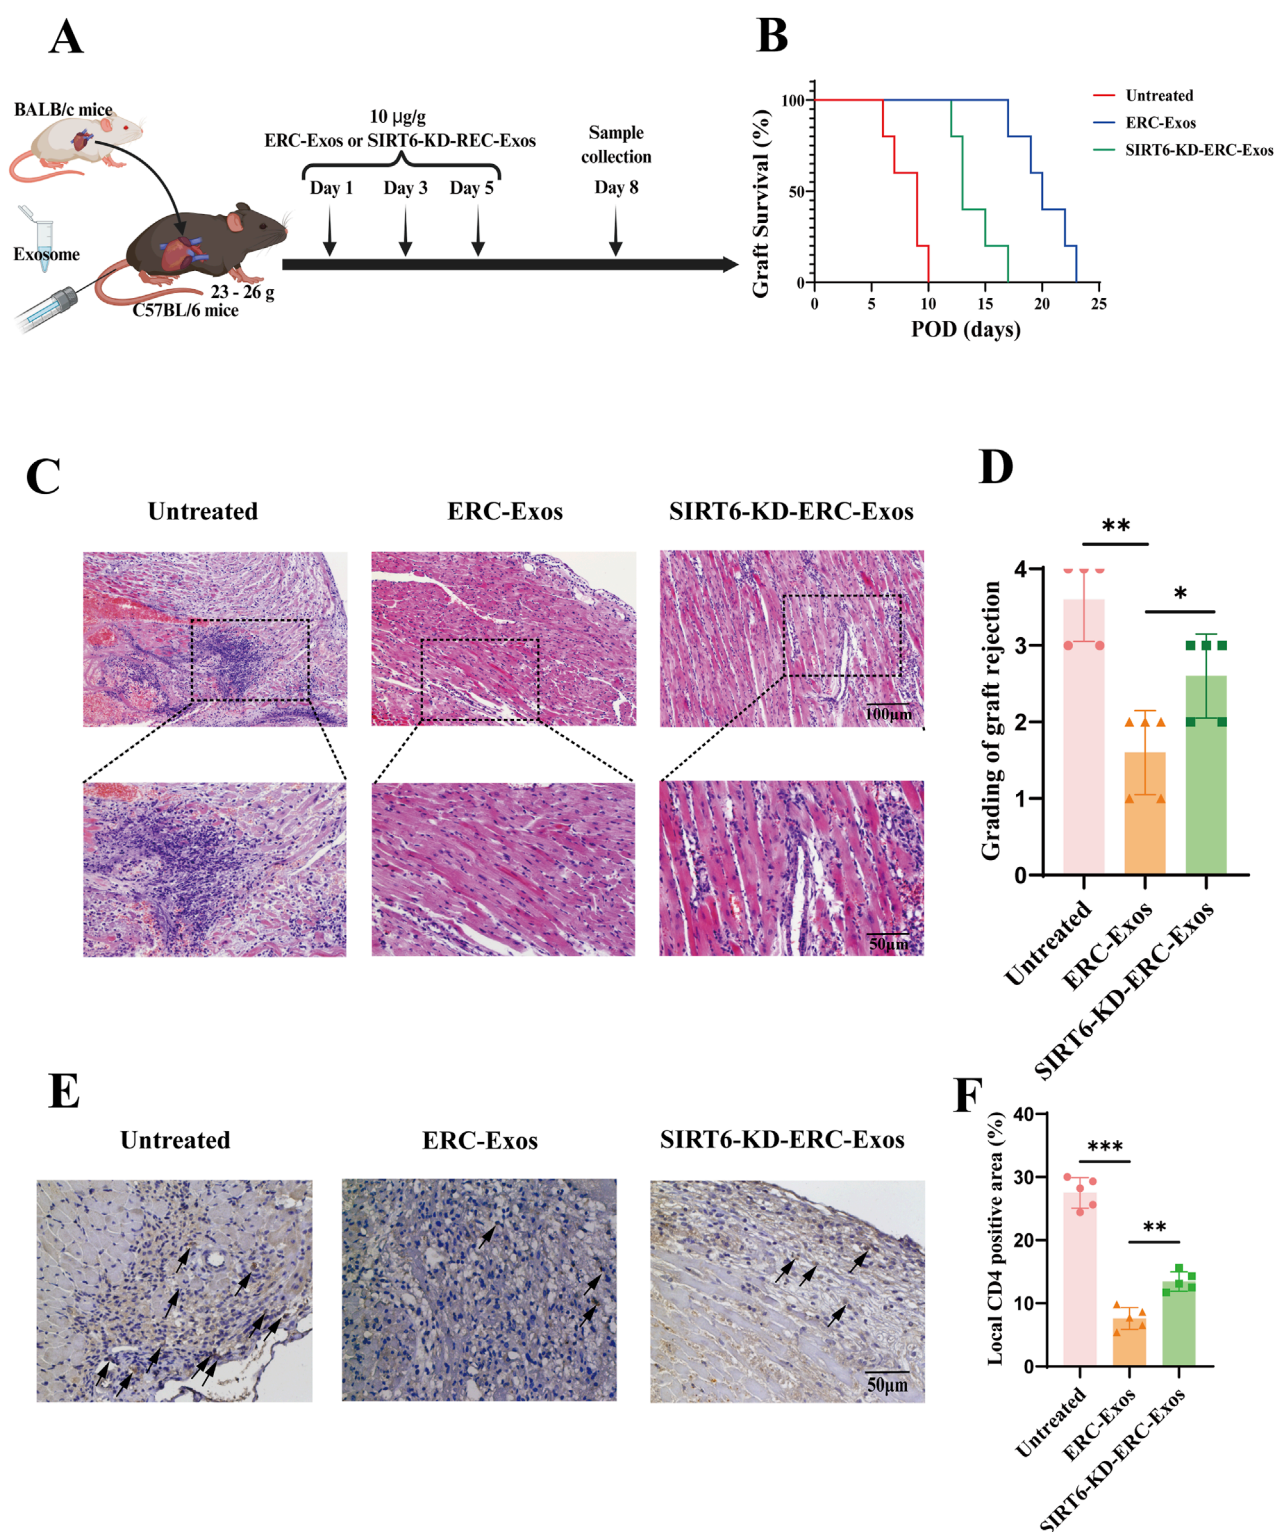 A
BALB/c mice
Exosome
23 - 26 g
C57BL/6 mice
10 μg/g
ERC-Exos or SIRT6-KD-REC-Exos
Day 1
Day 3
Day 5
Sample
collection
Day 8
B
Graft Survival (%)
100
50
0
0
5
10
15
20
25
POD (days)
Untreated
ERC-Exos
SIRT6-KD-ERC-Exos
C
Untreated
ERC-Exos
SIRT6-KD-ERC-Exos
100μm
50μm
D
Grading of graft rejection
4
3
2
1
0
**
*
Untreated
ERC-Exos
SIRT6-KD-ERC-Exos
E
Untreated
ERC-Exos
SIRT6-KD-ERC-Exos
50μm
F
Local CD4 positive area (%)
40
30
20
10
0
***
**
Untreated
ERC-Exos
SIRT6-KD-ERC-Exos